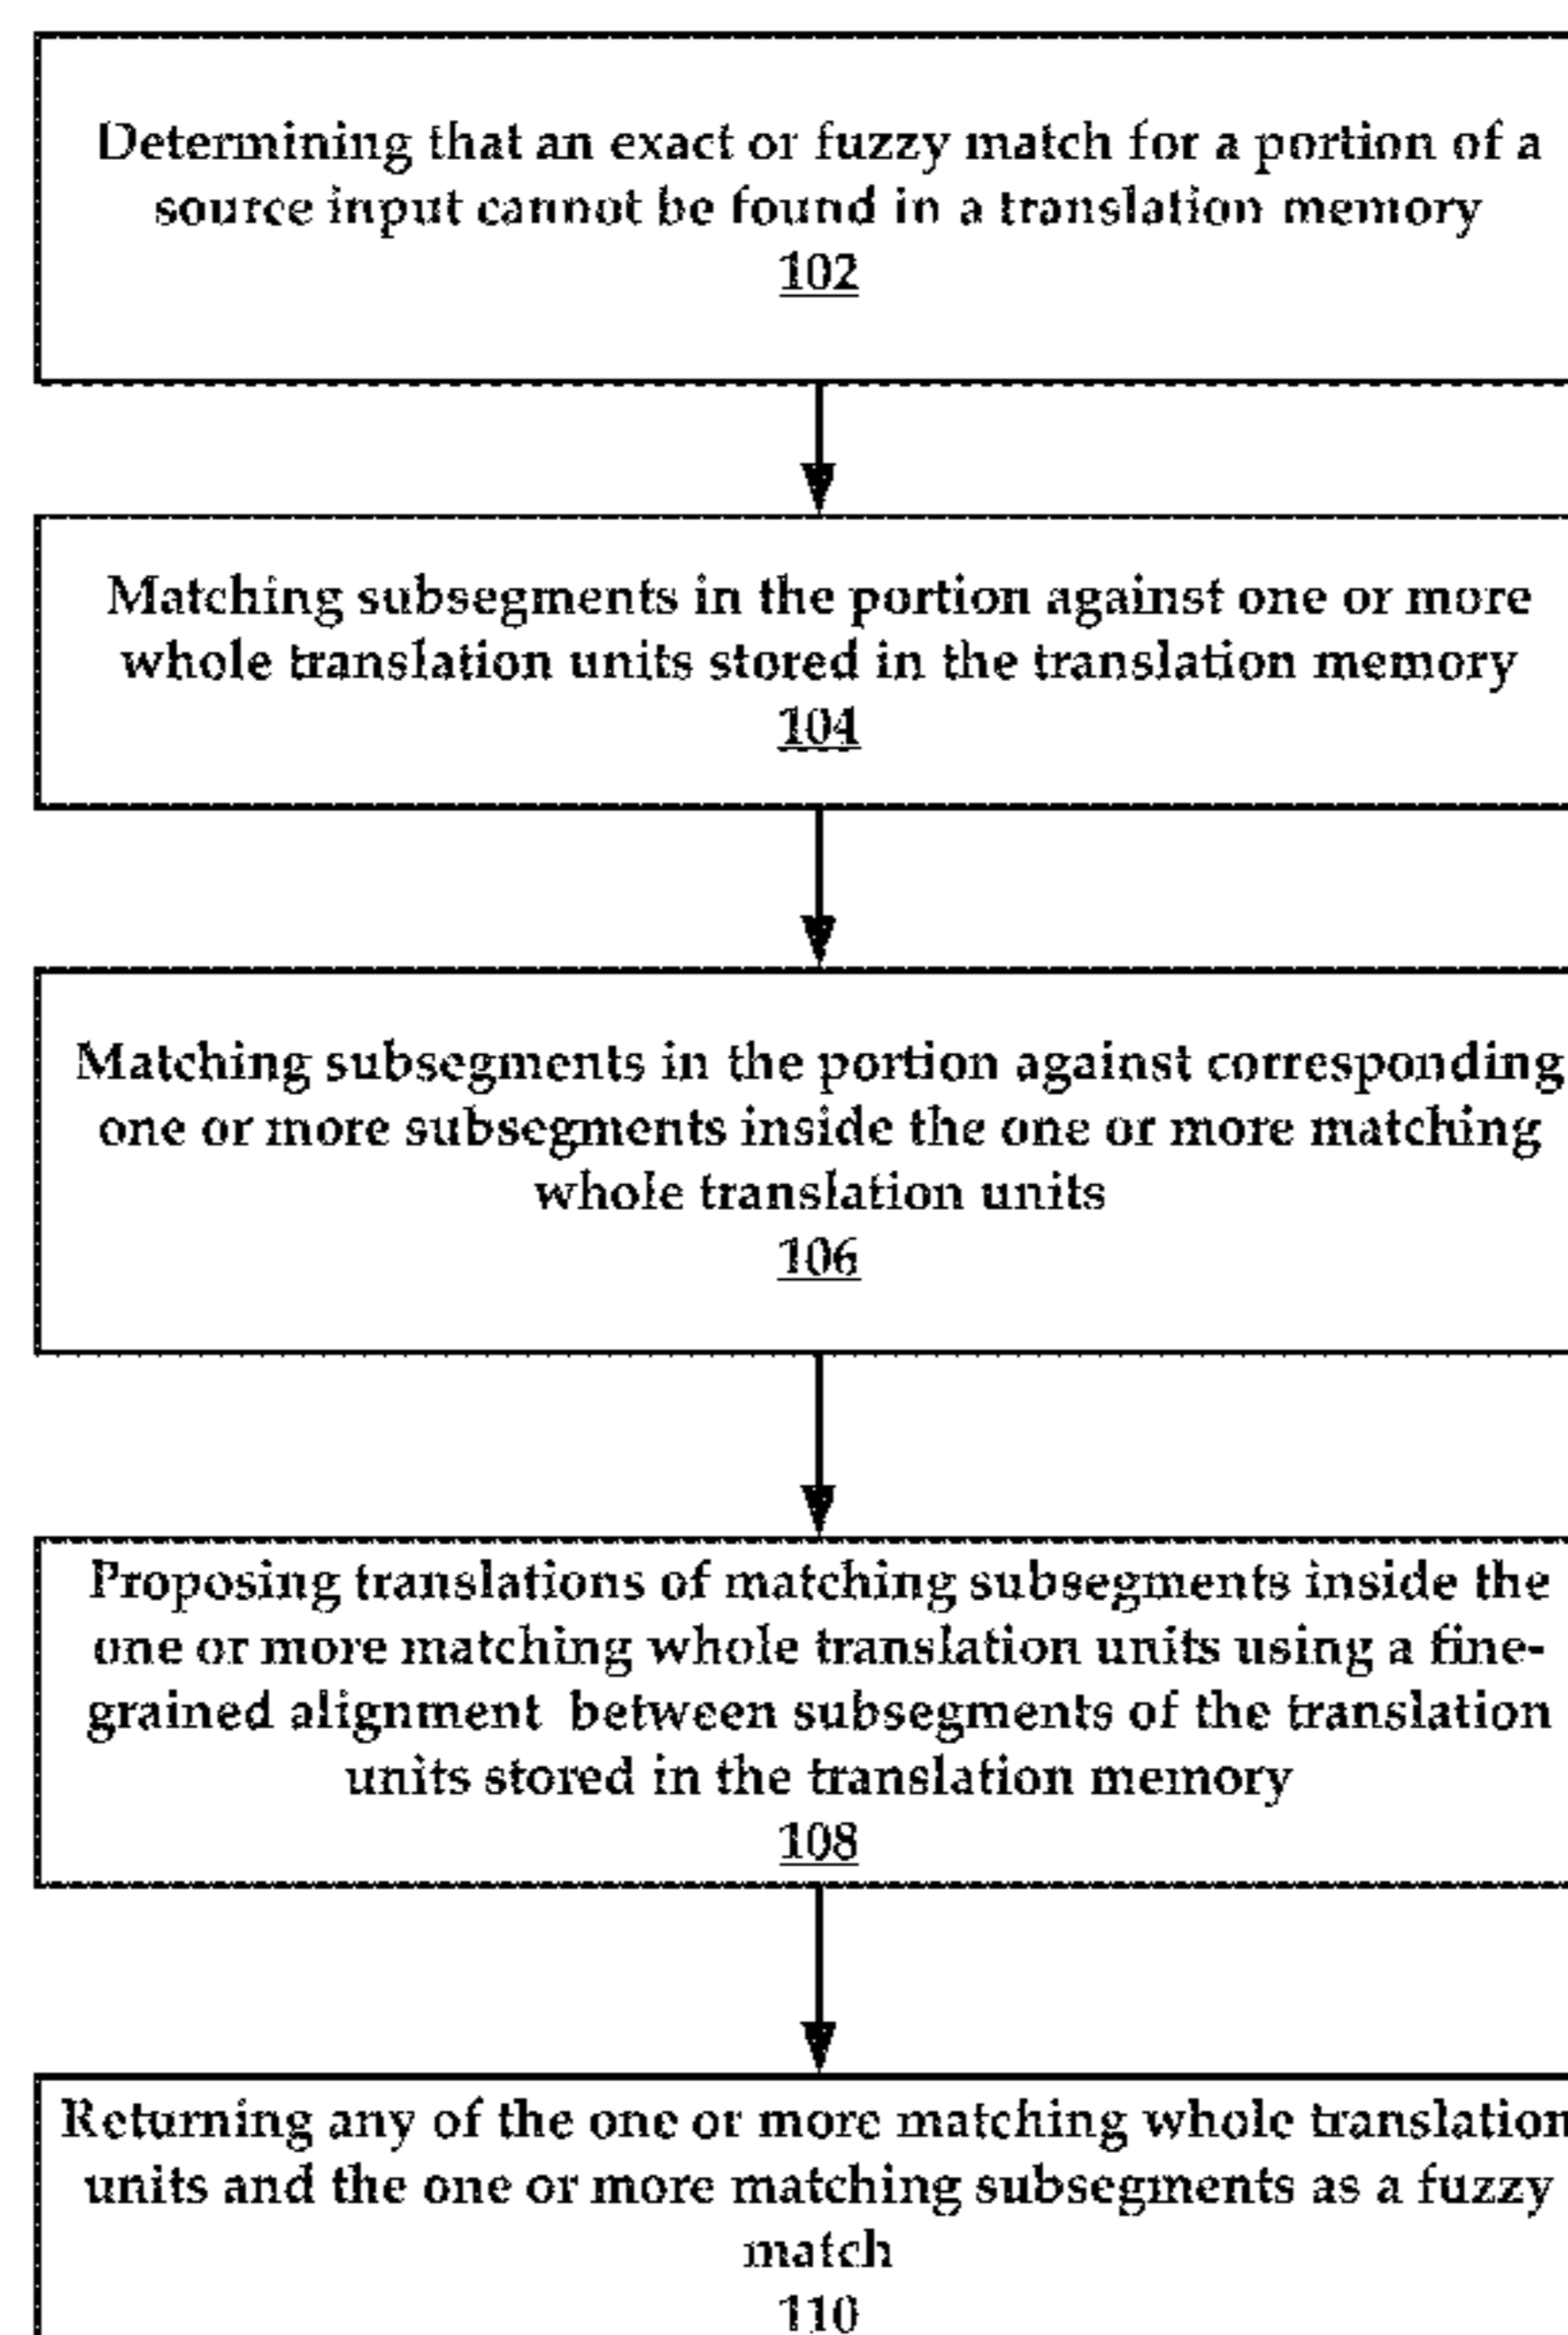 Determining that an exact or fuzzy match for a portion of a
source input cannot be found in a translation memory
102
Matching subsegments in the portion against one or more
whole translation units stored in the translation memory
104
Matching subsegments in the portion against corresponding
one or more subsegments inside the one or more matching
whole translation units
106
Proposing translations of matching subsegments inside the
one or more matching whole translation units using a fine-
grained alignment between subsegments of the translation
units stored in the translation memory
108
Returning any of the one or more matching whole translation
units and the one or more matching subsegments as a fuzzy
match
110